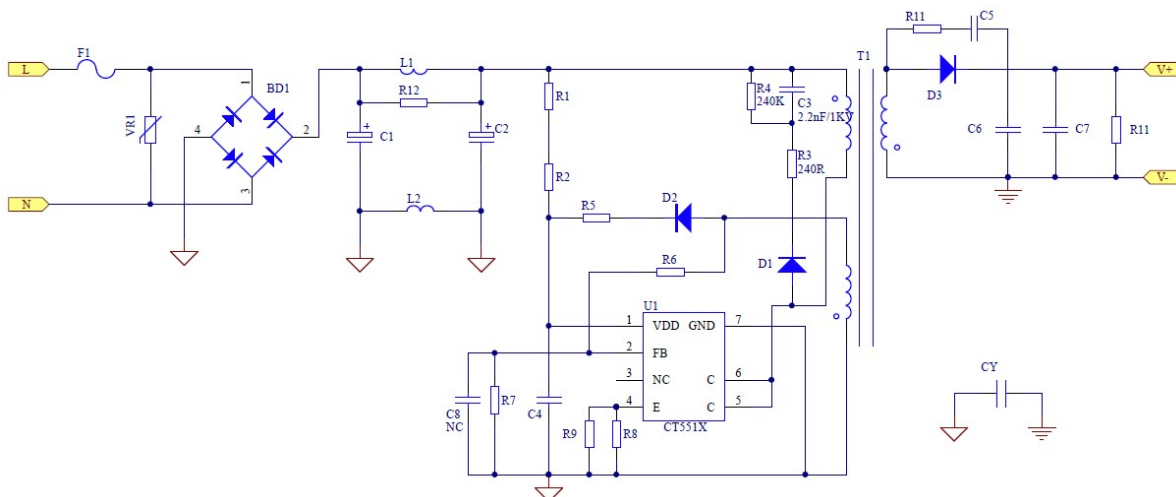 L
F1
VR1
N
BD1
1
2
3
4
L1
R12
C1
+
C2
+
L2
R1
R2
R5
D2
R6
R4
240K
C3
2.2nF/1KV
R3
240R
D1
T1
R11
C5
D3
C6
C7
R11
V+
V-
U1
1
VDD
GND
7
2
FB
3
NC
C
6
4
E
C
5
CT551X
C8
NC
R7
C4
R9
R8
CY